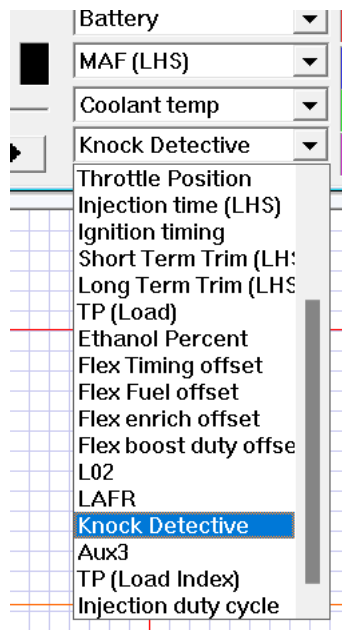 Battery
MAF (LHS)
Coolant temp
Knock Detective
Throttle Position
Injection time (LHS)
Ignition timing
Short Term Trim (LHS
Long Term Trim (LHS
TP (Load)
Ethanol Percent
Flex Timing offset
Flex Fuel offset
Flex enrich offset
Flex boost duty offse
L02
LAFR
Knock Detective
Aux3
TP (Load Index)
Injection duty cycle